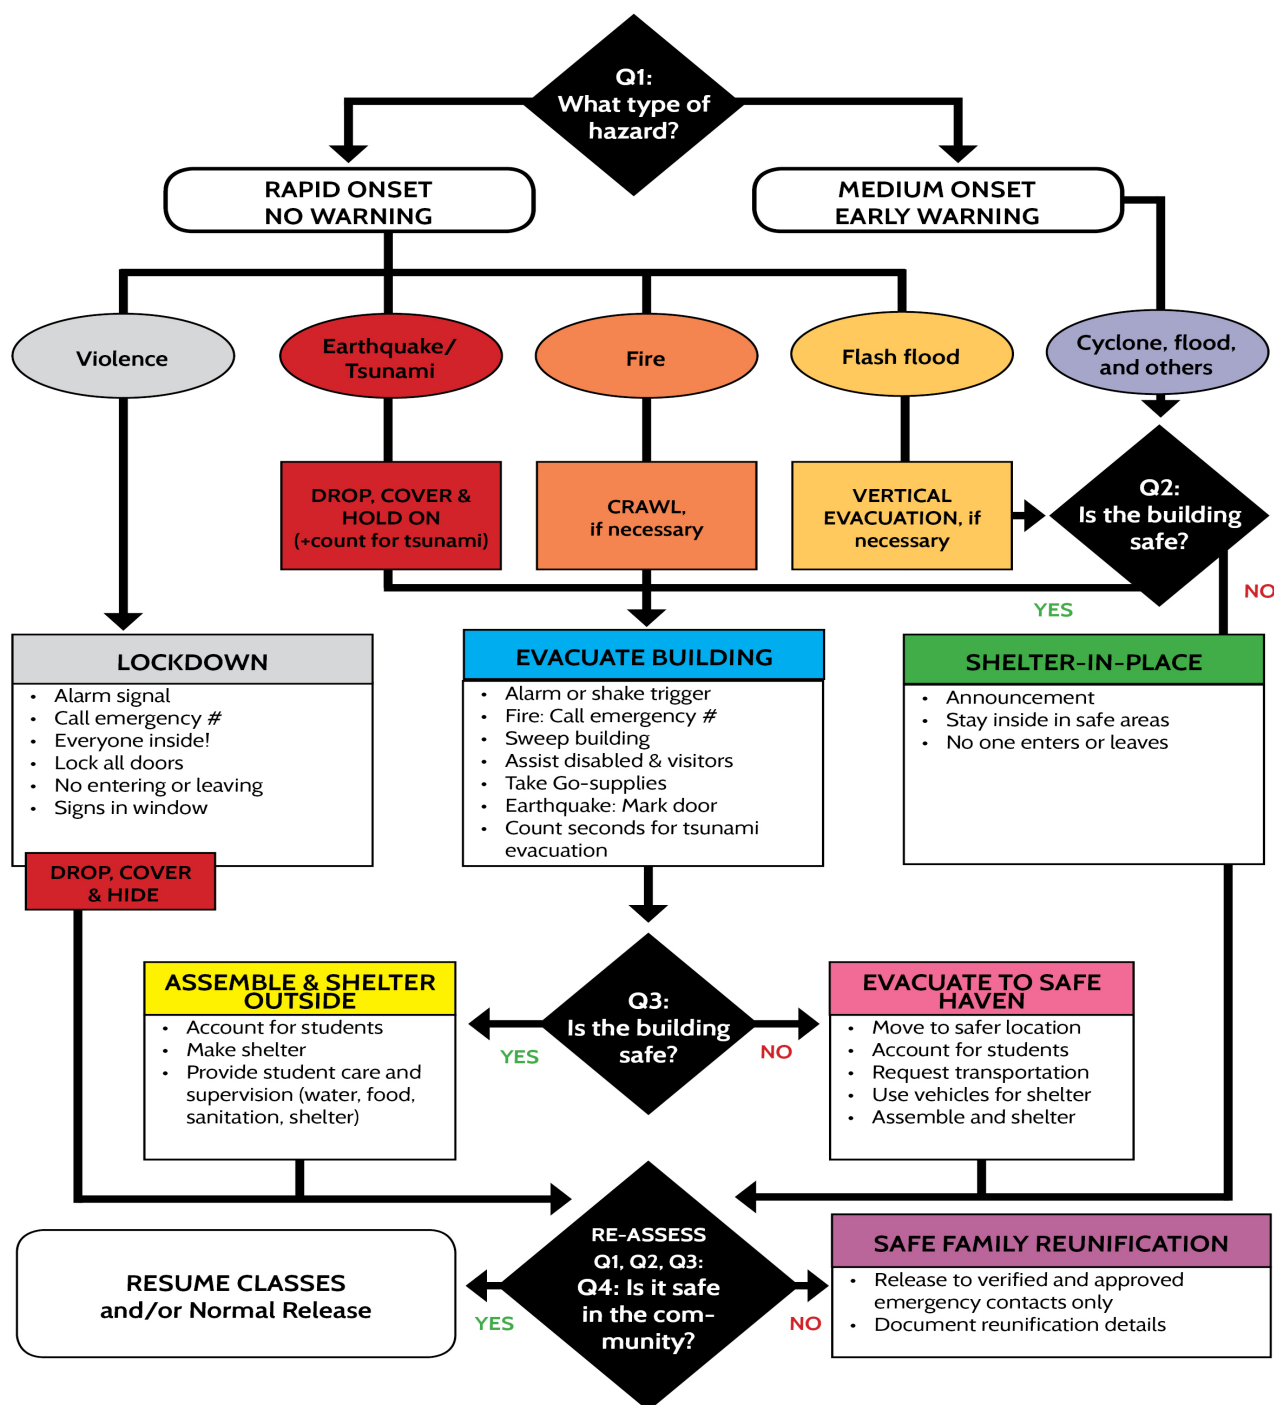 Q1:
What type of
hazard?
RAPID ONSET
NO WARNING
MEDIUM ONSET
EARLY WARNING
Violence
Earthquake/
Tsunami
Fire
Flash flood
Cyclone, flood,
and others
DROP, COVER &
HOLD ON
(+count for tsunami)
CRAWL,
if necessary
VERTICAL
EVACUATION, if
necessary
Q2:
Is the building
safe?
YES
NO
LOCKDOWN
• Alarm signal
• Call emergency #
• Everyone inside!
• Lock all doors
• No entering or leaving
• Signs in window
DROP, COVER
& HIDE
EVACUATE BUILDING
• Alarm or shake trigger
• Fire: Call emergency #
• Sweep building
• Assist disabled & visitors
• Take Go-supplies
• Earthquake: Mark door
• Count seconds for tsunami
evacuation
SHELTER-IN-PLACE
• Announcement
• Stay inside in safe areas
• No one enters or leaves
ASSEMBLE & SHELTER
OUTSIDE
• Account for students
• Make shelter
• Provide student care and
supervision (water, food,
sanitation, shelter)
Q3:
Is the building
safe?
YES
NO
EVACUATE TO SAFE
HAVEN
• Move to safer location
• Account for students
• Request transportation
• Use vehicles for shelter
• Assemble and shelter
RE-ASSESS
Q1, Q2, Q3:
Q4: Is it safe
in the com-
munity?
YES
NO
RESUME CLASSES
and/or Normal Release
SAFE FAMILY REUNIFICATION
• Release to verified and approved
emergency contacts only
• Document reunification details